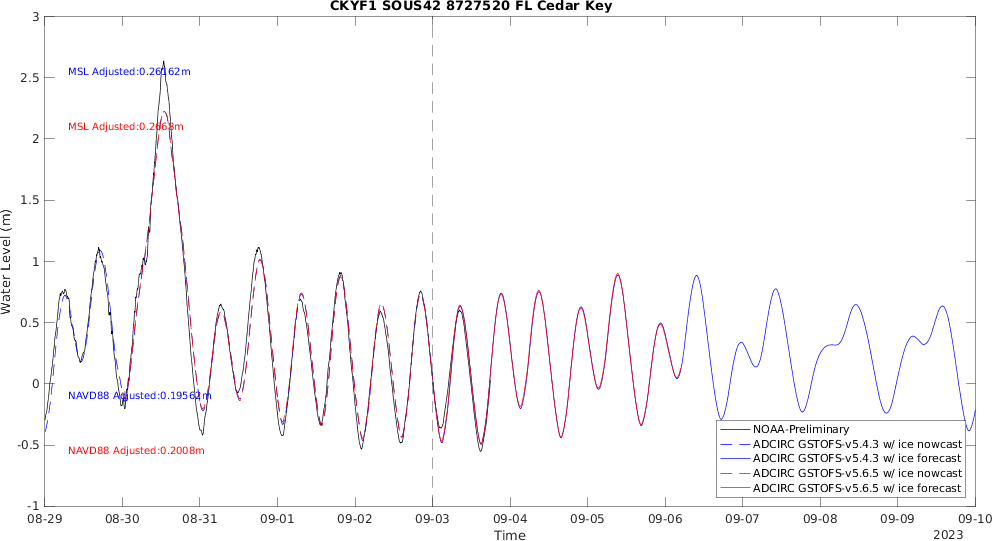 CKYF1 SOUS42 8727520 FL Cedar Key
3
2.5
2
1.5
1
0.5
0
-0.5
-1
Water Level (m)
MSL Adjusted:0.26162m
MSL Adjusted:0.2668m
NAVD88 Adjusted:0.19562m
NAVD88 Adjusted:0.2008m
NOAA-Preliminary
ADCIRC GSTOFS-v5.4.3 w/ ice nowcast
ADCIRC GSTOFS-v5.4.3 w/ ice forecast
ADCIRC GSTOFS-v5.6.5 w/ ice nowcast
ADCIRC GSTOFS-v5.6.5 w/ ice forecast
08-29 08-30 08-31 09-01 09-02 09-03 09-04 09-05 09-06 09-07 09-08 09-09 09-10
Time
2023